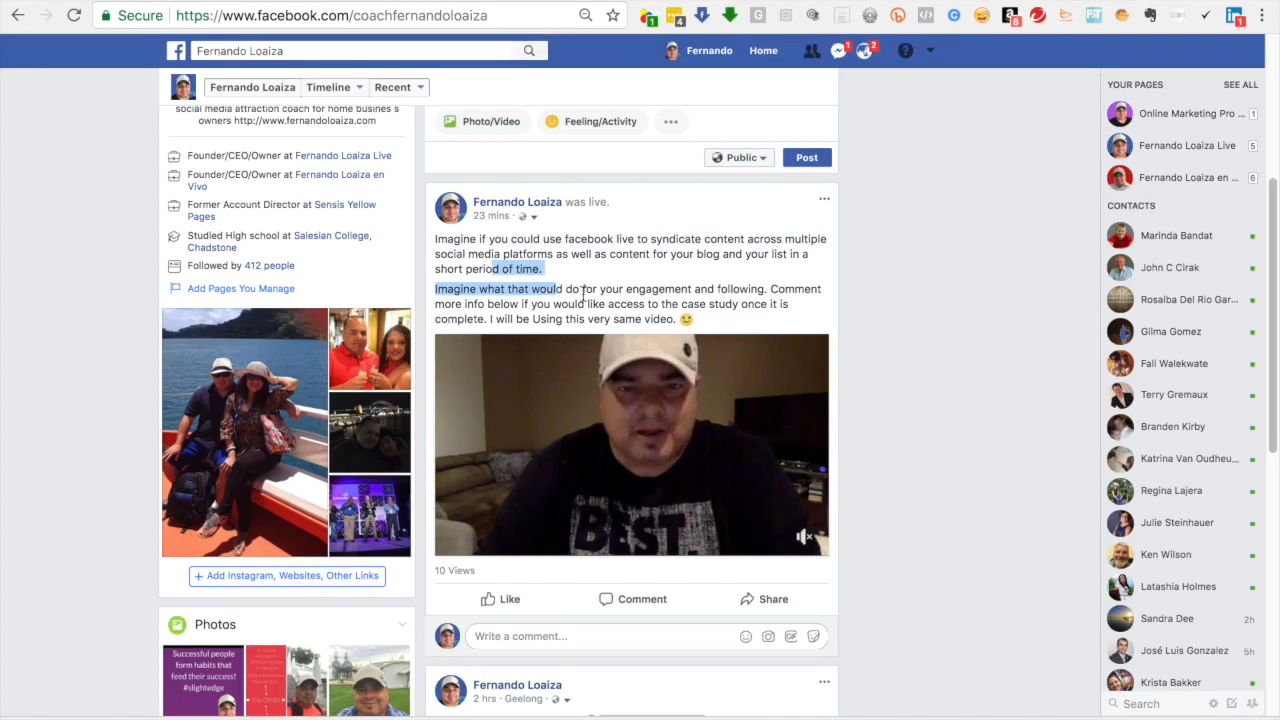 Secure https://www.facebook.com/coachfernandoloaiza
1
4
8
1
Fernando Loaiza
Fernando Home 1 2
Fernando Loaiza Timeline Recent
social media attraction coach for home busines s
owners http://www.fernandoloaiza.com
Founder/CEO/Owner at Fernando Loaiza Live
Founder/CEO/Owner at Fernando Loaiza en
Vivo
Former Account Director at Sensis Yellow
Pages
Studied High school at Salesian College,
Chadstone
Followed by 412 people
Add Pages You Manage
+ Add Instagram, Websites, Other Links
Photos
Successful people
form habits that
feed their success!
#slightedge
Photo/Video Feeling/Activity
Public Post
Fernando Loaiza was live.
23 mins ·
Imagine if you could use facebook live to syndicate content across multiple
social media platforms as well as content for your blog and your list in a
short period of time.
Imagine what that would do for your engagement and following. Comment
more info below if you would like access to the case study once it is
complete. I will be Using this very same video.
BEST
10 Views
Like Comment Share
Write a comment...
GIF
Fernando Loaiza
2 hrs · Geelong ·
YOUR PAGES SEE ALL
Online Marketing Pro ... 1
Fernando Loaiza Live 5
Fernando Loaiza en ... 6
CONTACTS
Marinda Bandat
John C Cirak
Rosalba Del Rio Gar...
Gilma Gomez
Fali Walekwate
Terry Gremaux
Branden Kirby
Katrina Van Oudheu...
Regina Lajera
Julie Steinhauer
Ken Wilson
Latashia Holmes
Sandra Dee 2h
José Luis Gonzalez 5h
Krista Bakker
Search